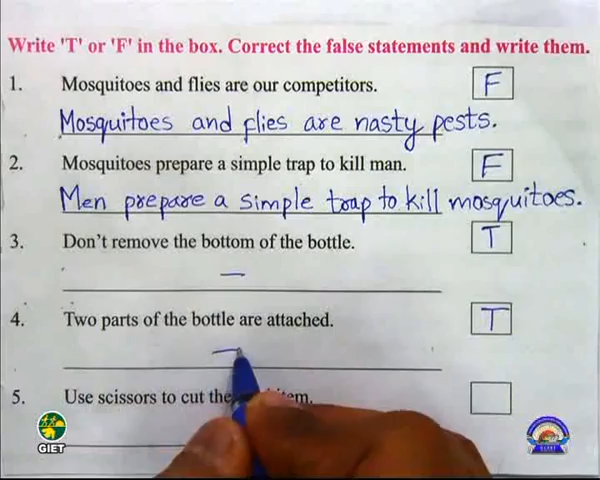 Write 'T' or 'F' in the box. Correct the false statements and write them.
1. Mosquitoes and flies are our competitors. F
Mosquitoes and flies are nasty pests.
2. Mosquitoes prepare a simple trap to kill man. F
Men prepare a simple trap to kill mosquitoes.
3. Don't remove the bottom of the bottle. T
–
4. Two parts of the bottle are attached. T
–
5. Use scissors to cut the
GIET